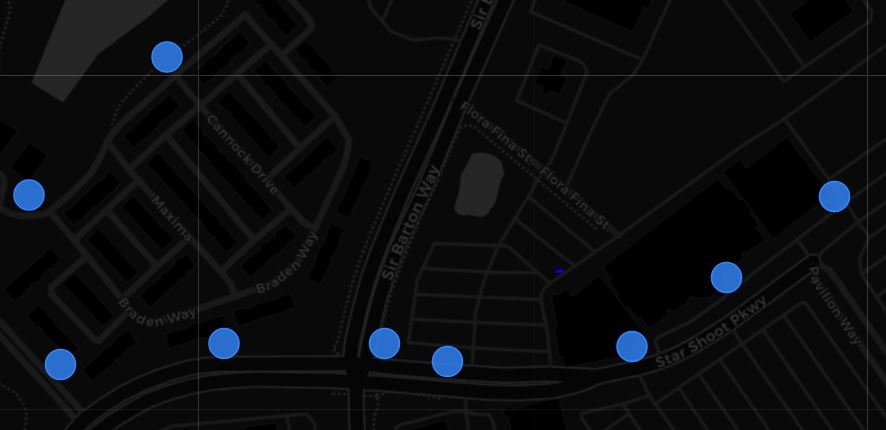 Sir B
Flora Fina St
Flora Fina St
Cannock Drive
Maxima
Sir Barton Way
Braden Way
Braden Way
Pavilion Way
Star Shoot Pkwy